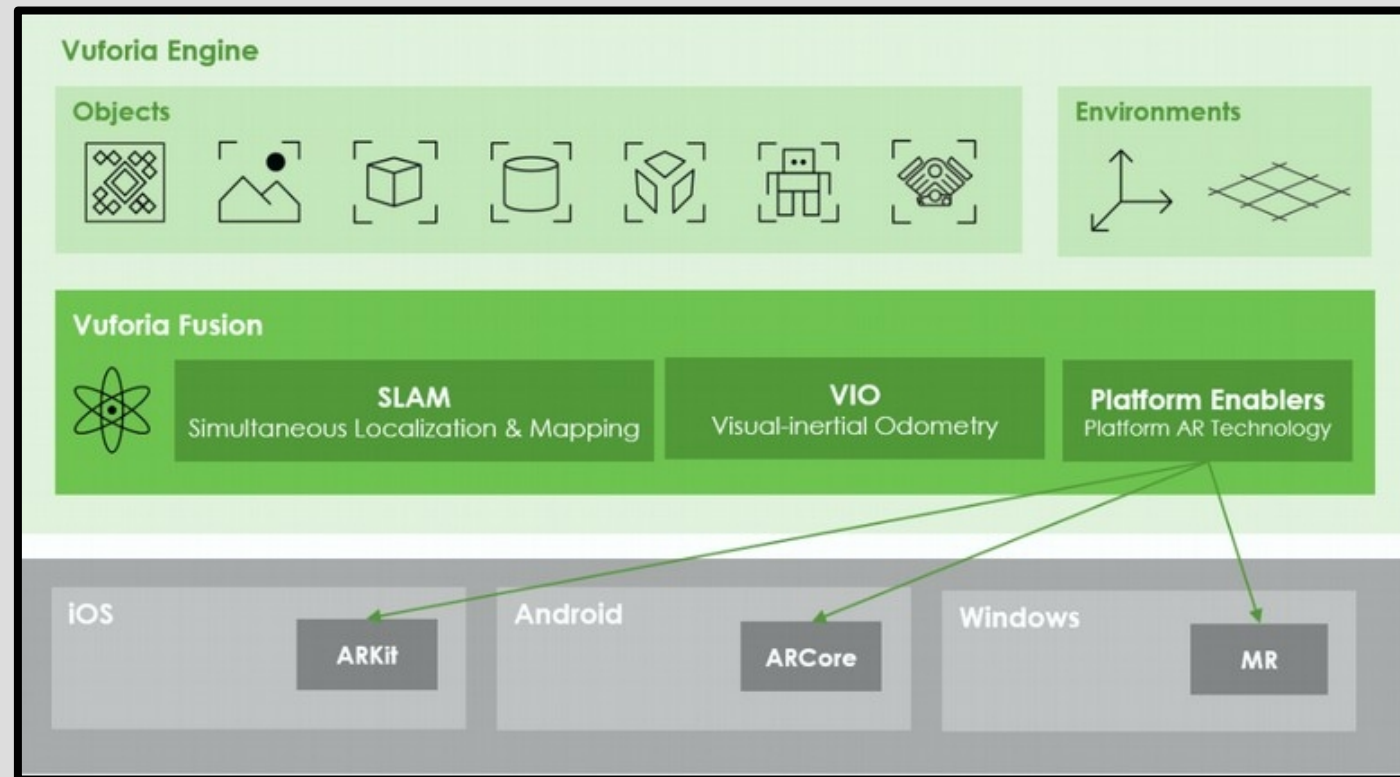 Vuforia Engine
Objects
Environments
Vuforia Fusion
SLAM
Simultaneous Localization & Mapping
VIO
Visual-inertial Odometry
Platform Enablers
Platform AR Technology
iOS
ARKit
Android
ARCore
Windows
MR